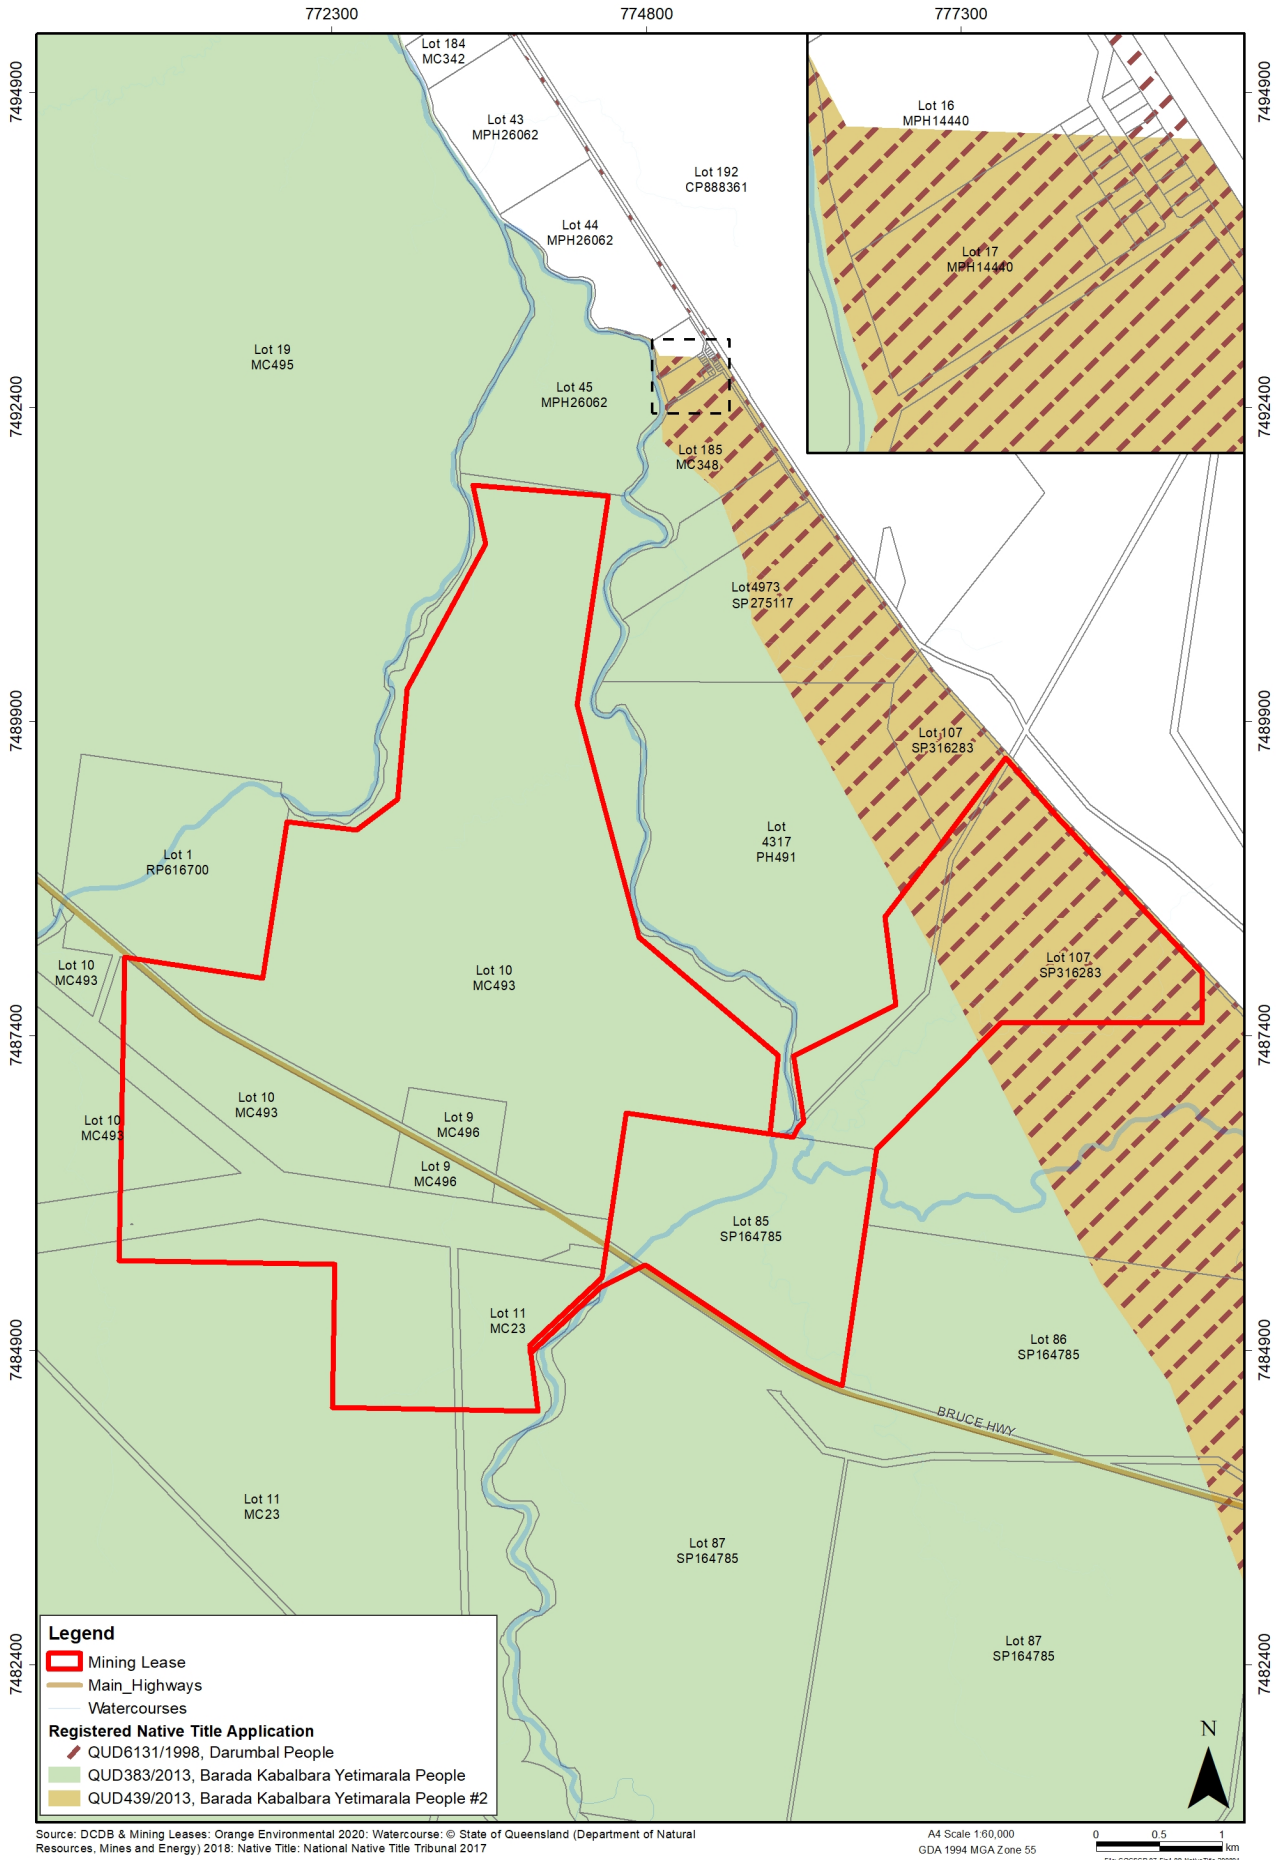 772300
774800
777300
7494900
7492400
7489900
7487400
7484900
7482400
7494900
7492400
7489900
7487400
7484900
7482400
Lot 184
MC342
Lot 43
MPH26062
Lot 192
CP888361
Lot 44
MPH26062
Lot 16
MPH14440
Lot 17
MPH14440
Lot 19
MC495
Lot 45
MPH26062
Lot 185
MC348
Lot4973
SP275117
Lot 107
SP316283
Lot
4317
PH491
Lot 1
RP616700
Lot 10
MC493
Lot 10
MC493
Lot 107
SP316283
Lot 10
MC493
Lot 10
MC493
Lot 9
MC496
Lot 9
MC496
Lot 85
SP164785
Lot 11
MC23
Lot 86
SP164785
BRUCE HWY
Lot 11
MC23
Lot 87
SP164785
Lot 87
SP164785
Legend
Mining Lease
Main_Highways
Watercourses
Registered Native Title Application
QUD6131/1998, Darumbal People
QUD383/2013, Barada Kabalbara Yetimarala People
QUD439/2013, Barada Kabalbara Yetimarala People #2
N
Source: DCDB & Mining Leases: Orange Environmental 2020: Watercourse: © State of Queensland (Department of Natural
Resources, Mines and Energy) 2018: Native Title: National Native Title Tribunal 2017
A4 Scale 1:60,000
GDA 1994 MGA Zone 55
0 0.5 1
km